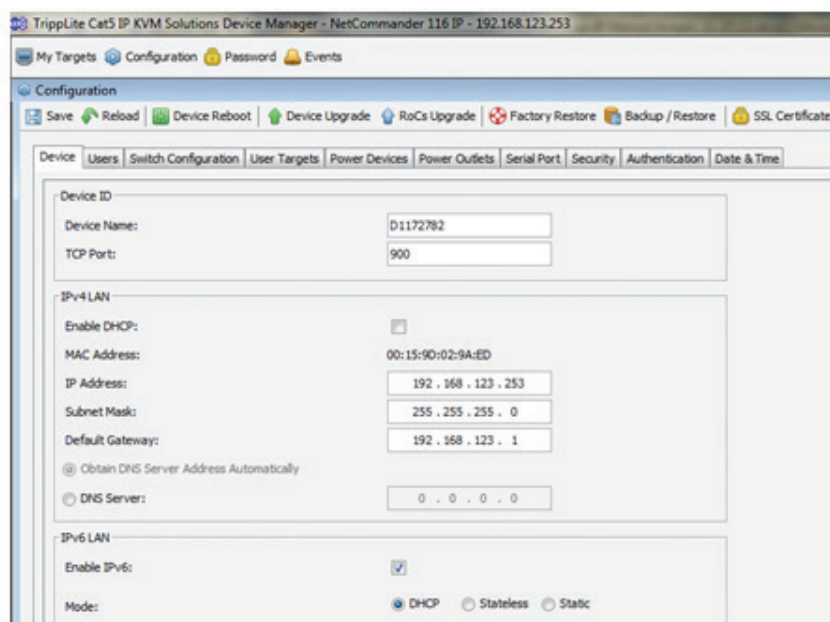 TrippLite Cat5 IP KVM Solutions Device Manager - NetCommander 116 IP - 192.168.123.253
My Targets Configuration Password Events
Configuration
Save Reload Device Reboot Device Upgrade RoCs Upgrade Factory Restore Backup / Restore SSL Certificate
Device Users Switch Configuration User Targets Power Devices Power Outlets Serial Port Security Authentication Date & Time
Device ID
Device Name: D1172782
TCP Port: 900
IPv4 LAN
Enable DHCP:
MAC Address: 00:15:9D:02:9A:ED
IP Address: 192 . 168 . 123 . 253
Subnet Mask: 255 . 255 . 255 . 0
Default Gateway: 192 . 168 . 123 . 1
Obtain DNS Server Address Automatically
DNS Server: 0 . 0 . 0 . 0
IPv6 LAN
Enable IPv6:
Mode: DHCP Stateless Static